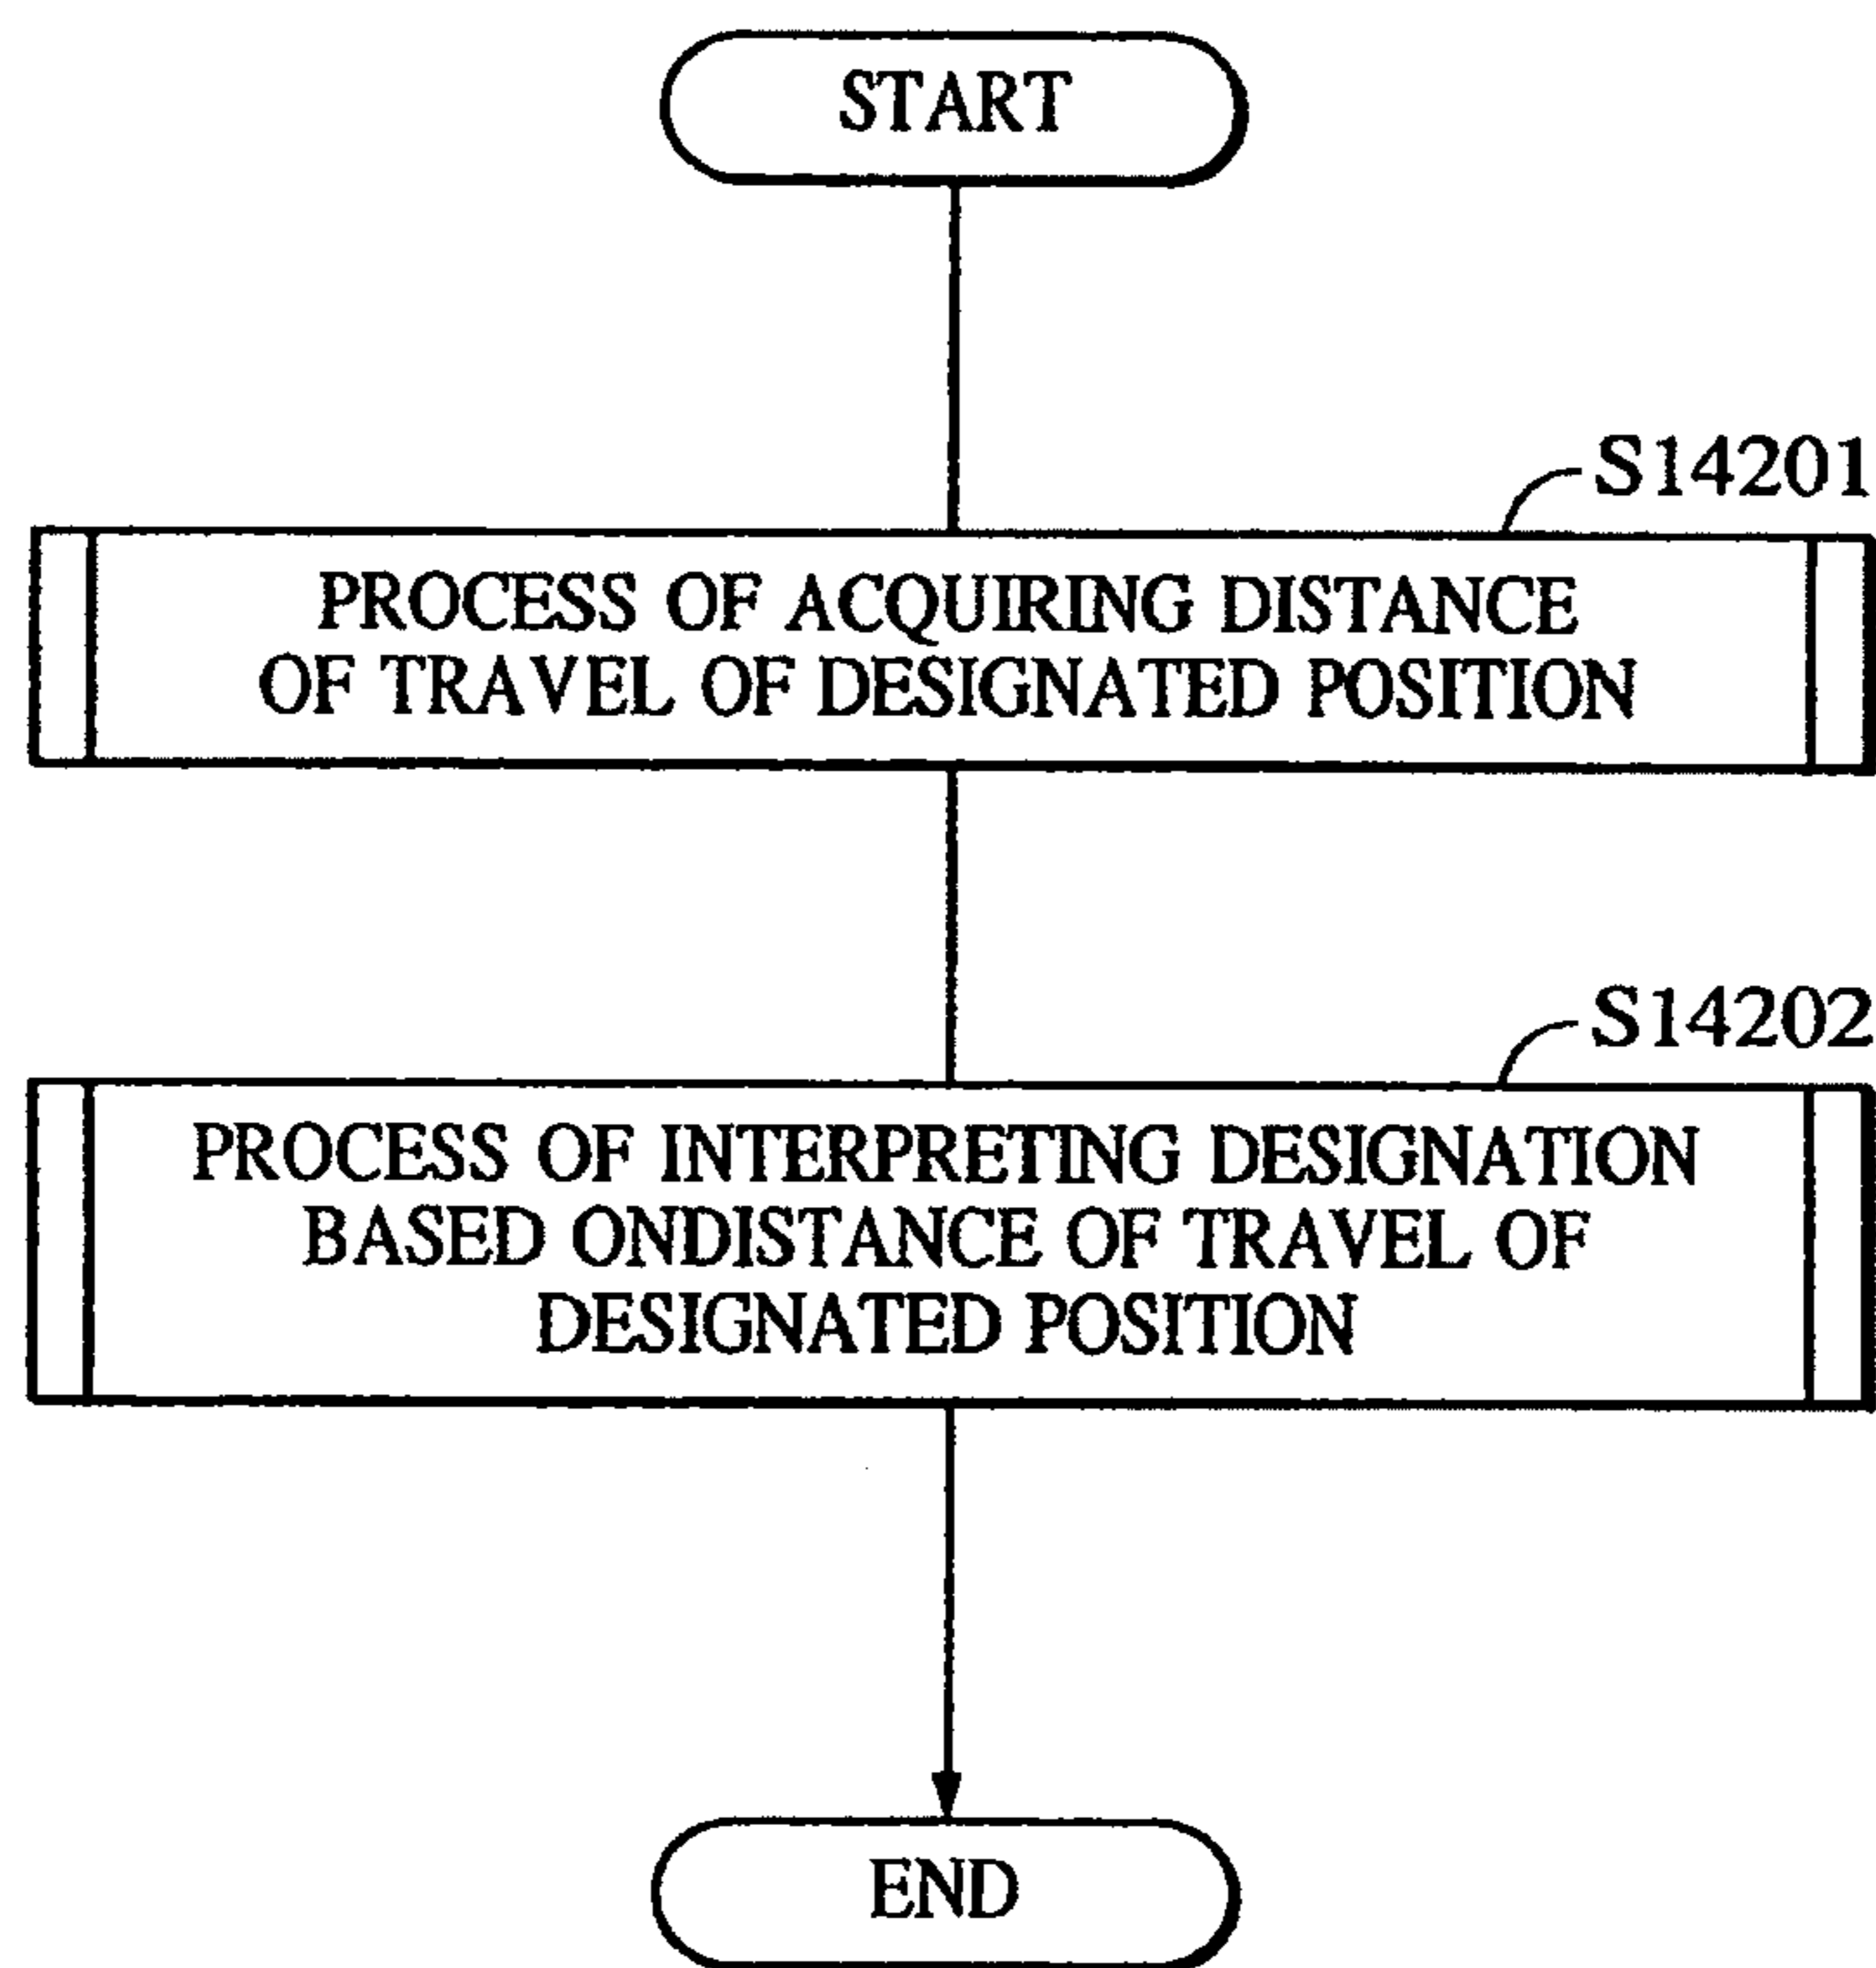 START
S14201
PROCESS OF ACQUIRING DISTANCE
OF TRAVEL OF DESIGNATED POSITION
S14202
PROCESS OF INTERPRETING DESIGNATION
BASED ONDISTANCE OF TRAVEL OF
DESIGNATED POSITION
END